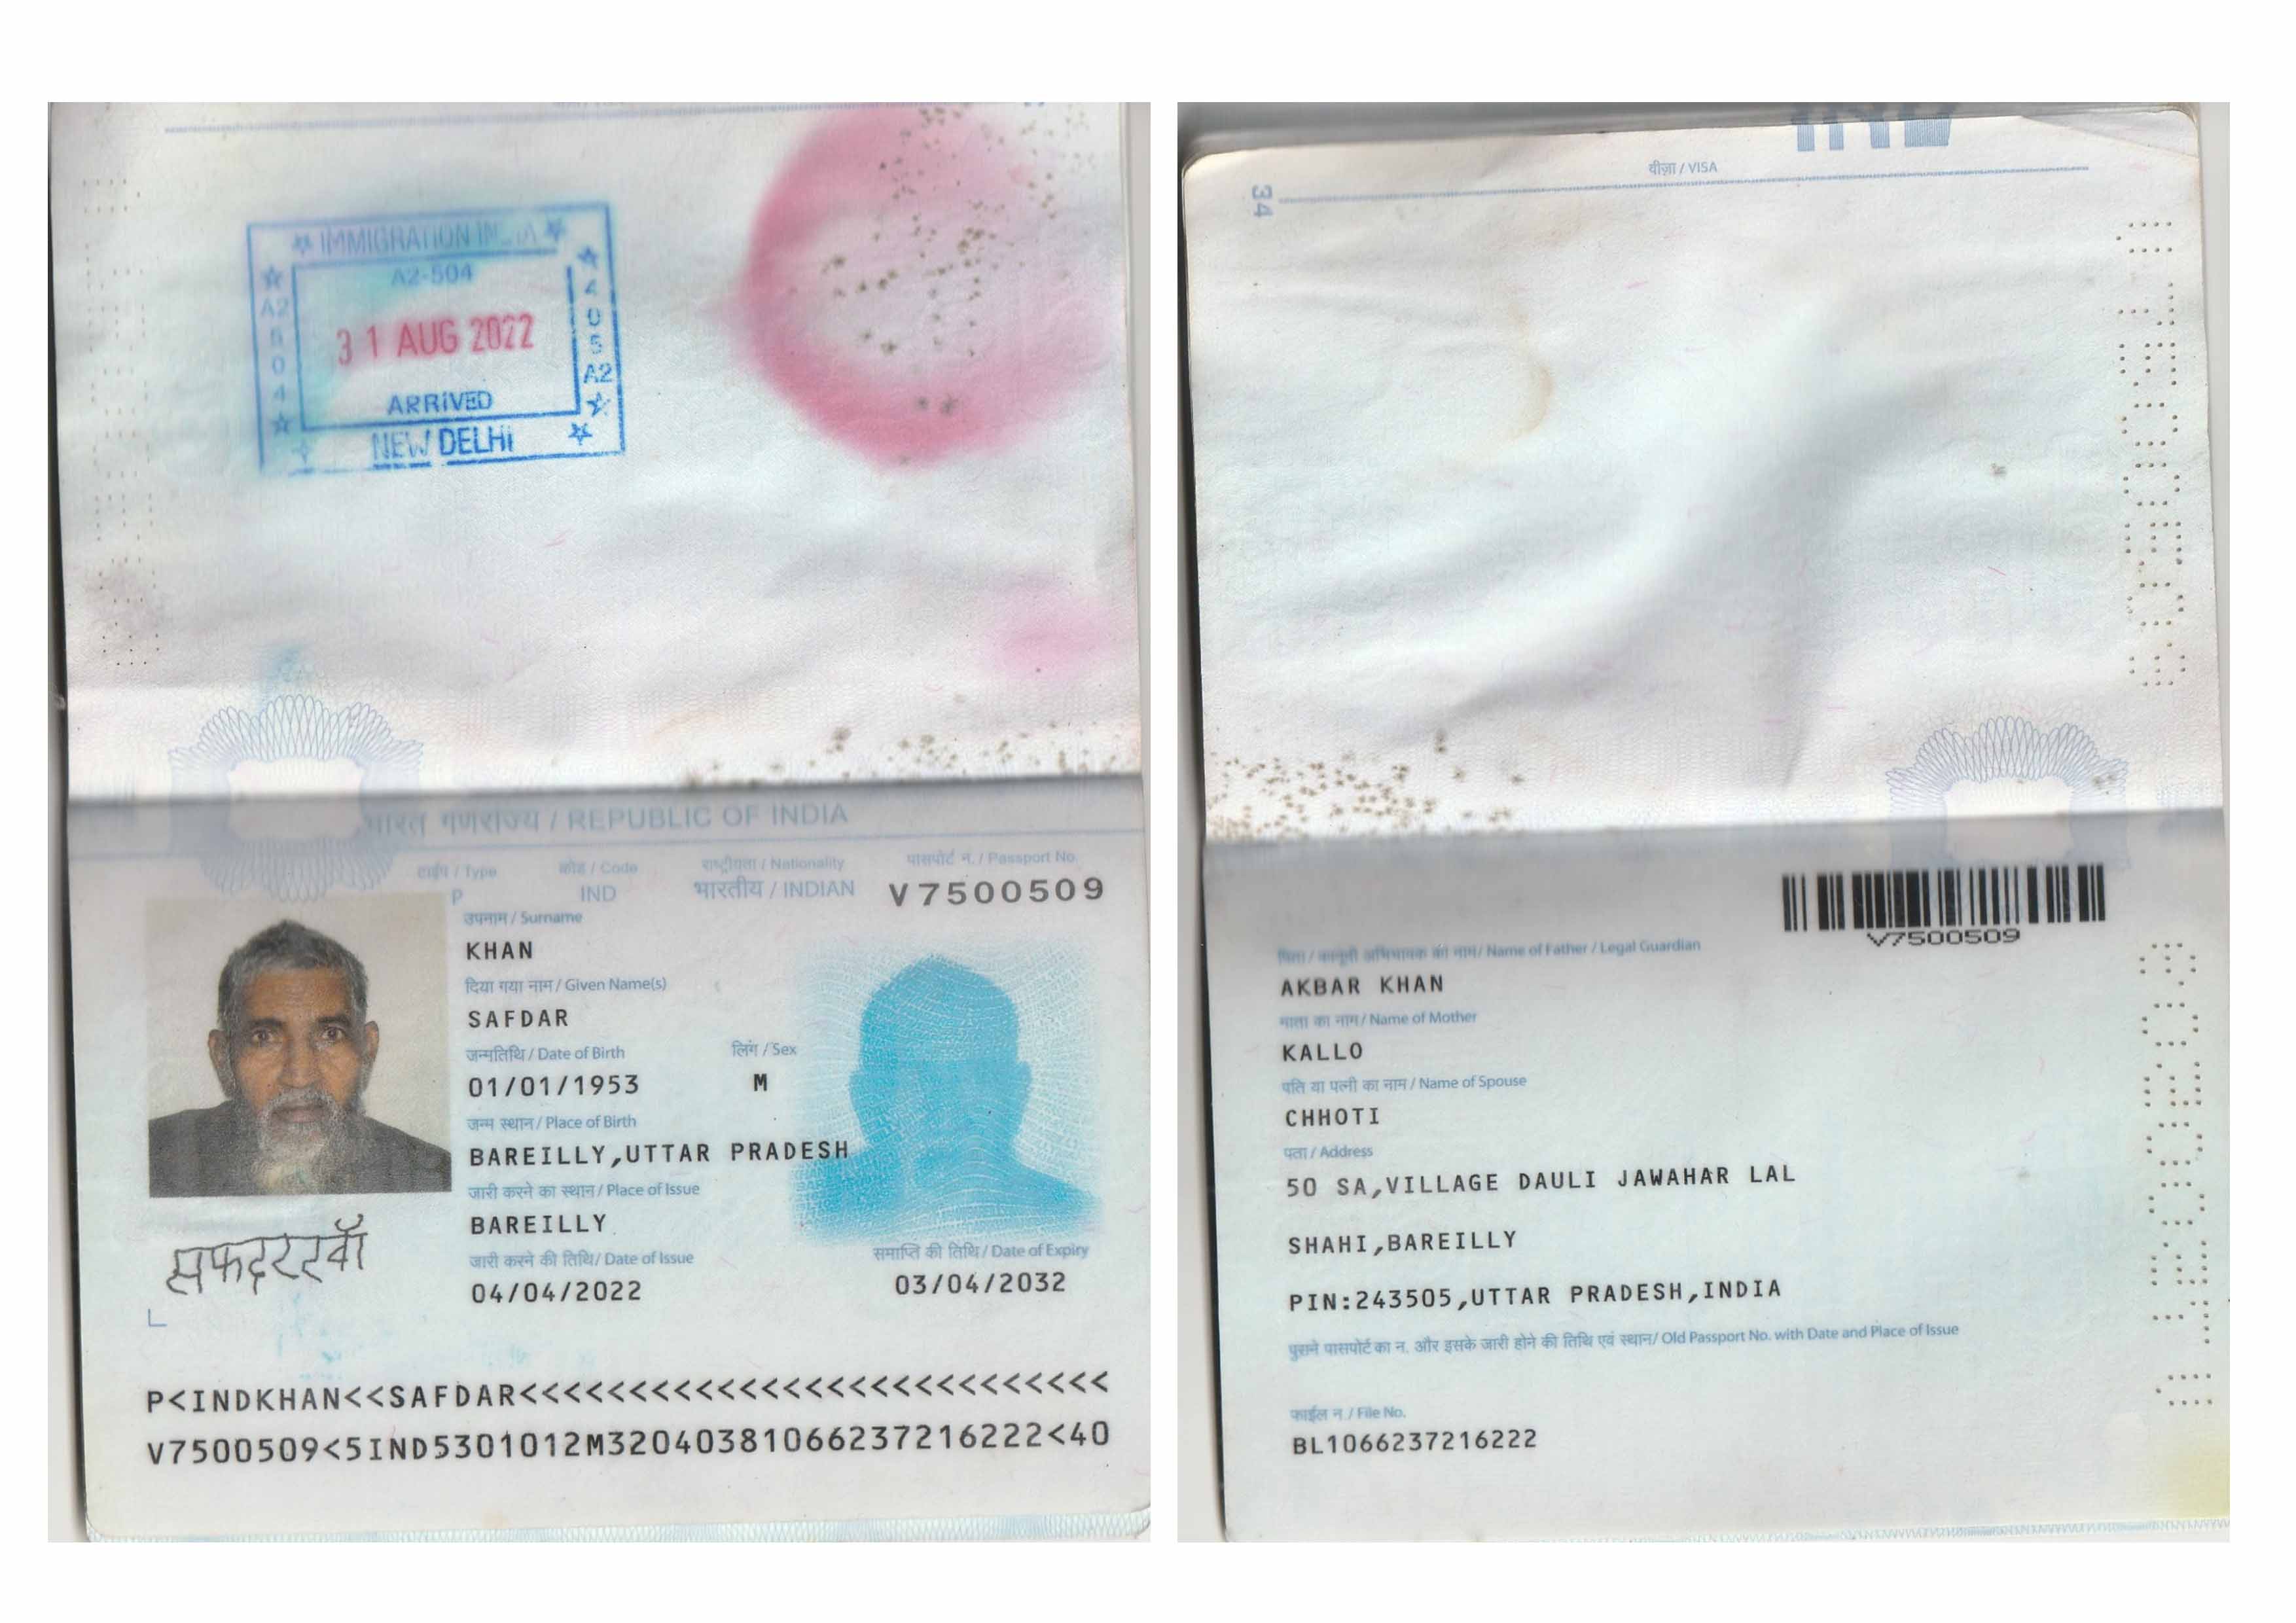 IMMIGRATION
A2-504
A2 504
31 AUG 2022
405 A2
ARRIVED
NEW DELHI
भारत गणराज्य / REPUBLIC OF INDIA
टाईप / Type कोड / Code राष्ट्रीयता / Nationality पासपोर्ट न. / Passport No.
P IND भारतीय / INDIAN V7500509
उपनाम / Surname
KHAN
दिया गया नाम / Given Name(s)
SAFDAR
जन्मतिथि / Date of Birth लिंग / Sex
01/01/1953 M
जन्म स्थान / Place of Birth
BAREILLY,UTTAR PRADESH
जारी करने का स्थान / Place of Issue
BAREILLY
जारी करने की तिथि / Date of Issue समाप्ति की तिथि / Date of Expiry
04/04/2022 03/04/2032
सफदरखाँ
P<INDKHAN<<SAFDAR<<<<<<<<<<<<<<<<<<<<<<<<<<<
V7500509<5IND5301012M32040381066237216222<40
34
वीज़ा / VISA
V7500509
पिता / कानूनी अभिभावक का नाम / Name of Father / Legal Guardian
AKBAR KHAN
माता का नाम / Name of Mother
KALLO
पति या पत्नी का नाम / Name of Spouse
CHHOTI
पता / Address
50 SA,VILLAGE DAULI JAWAHAR LAL
SHAHI,BAREILLY
PIN:243505,UTTAR PRADESH,INDIA
पुराने पासपोर्ट का न. और इसके जारी होने की तिथि एवं स्थान / Old Passport No. with Date and Place of Issue
फाईल न. / File No.
BL1066237216222